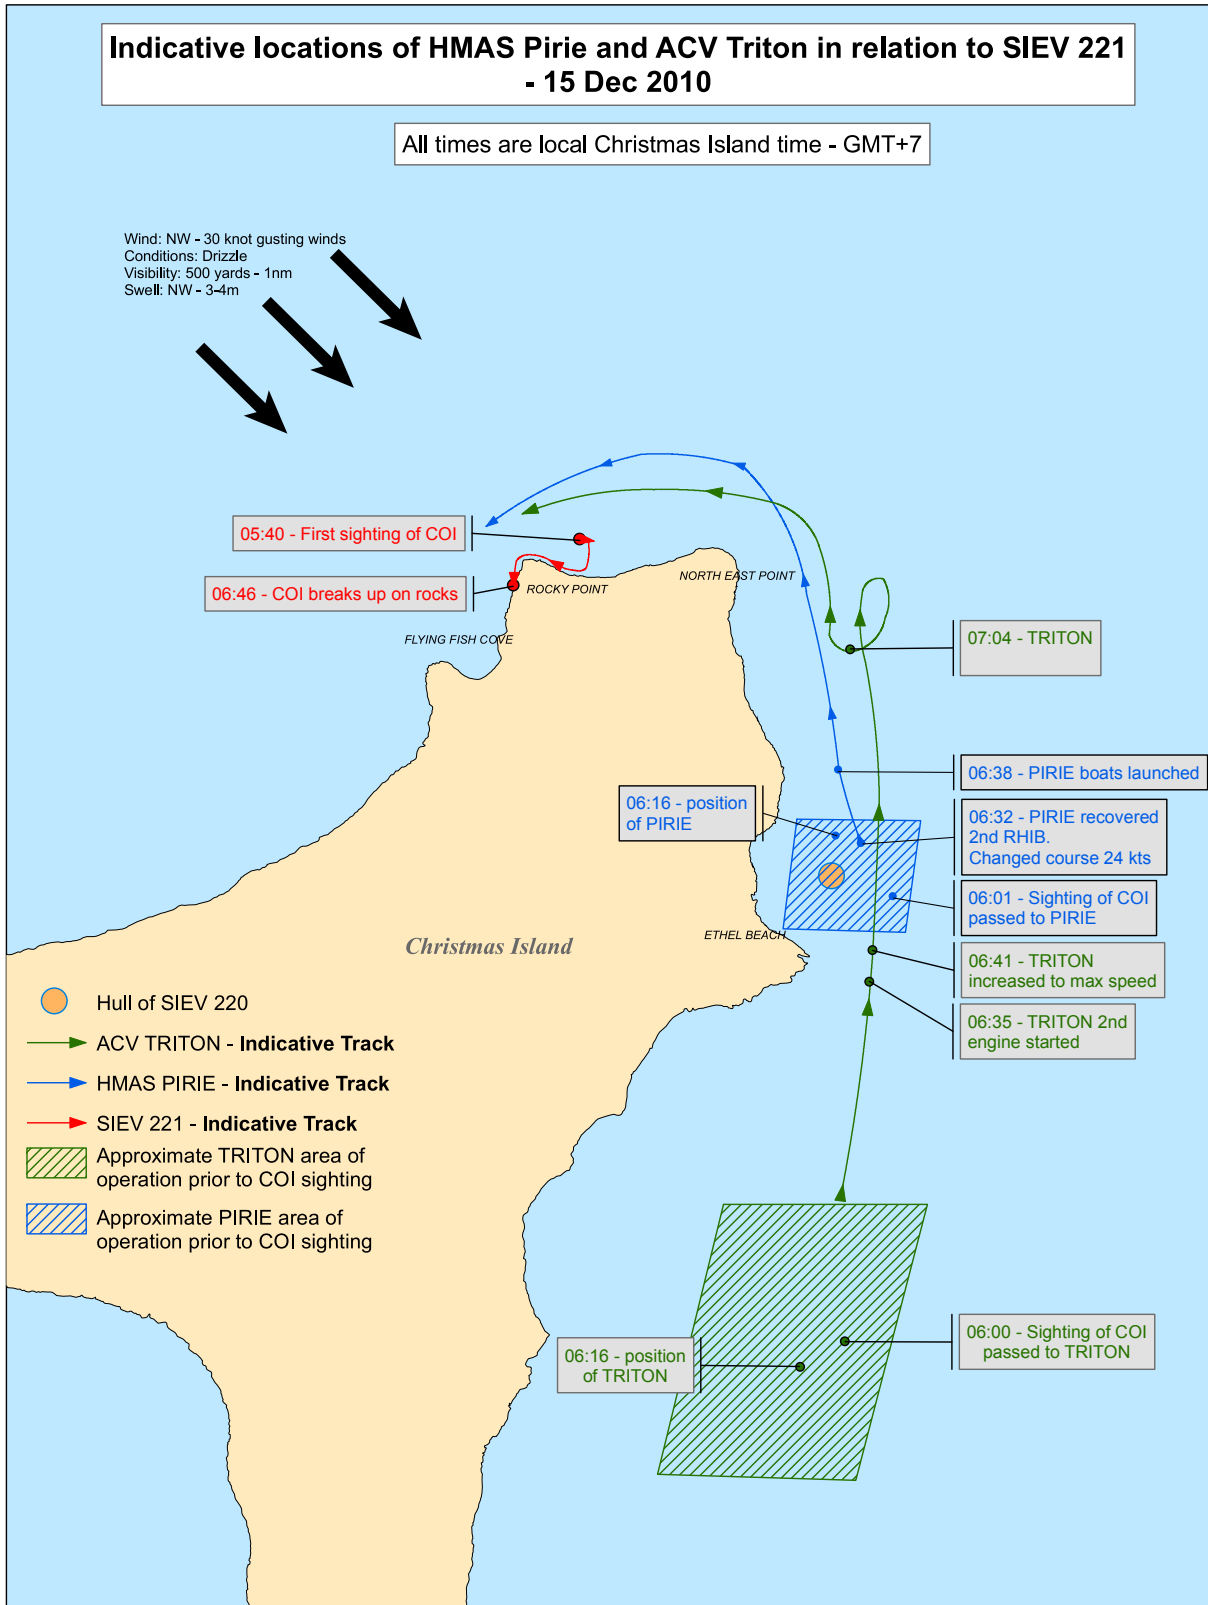 Indicative locations of HMAS Pirie and ACV Triton in relation to SIEV 221
- 15 Dec 2010
All times are local Christmas Island time - GMT+7
Wind: NW - 30 knot gusting winds
Conditions: Drizzle
Visibility: 500 yards - 1nm
Swell: NW - 3-4m
05:40 - First sighting of COI
06:46 - COI breaks up on rocks
ROCKY POINT
NORTH EAST POINT
FLYING FISH COVE
07:04 - TRITON
06:38 - PIRIE boats launched
06:16 - position
of PIRIE
06:32 - PIRIE recovered
2nd RHIB.
Changed course 24 kts
06:01 - Sighting of COI
passed to PIRIE
ETHEL BEACH
Christmas Island
06:41 - TRITON
increased to max speed
06:35 - TRITON 2nd
engine started
Hull of SIEV 220
ACV TRITON - Indicative Track
HMAS PIRIE - Indicative Track
SIEV 221 - Indicative Track
Approximate TRITON area of
operation prior to COI sighting
Approximate PIRIE area of
operation prior to COI sighting
06:00 - Sighting of COI
passed to TRITON
06:16 - position
of TRITON